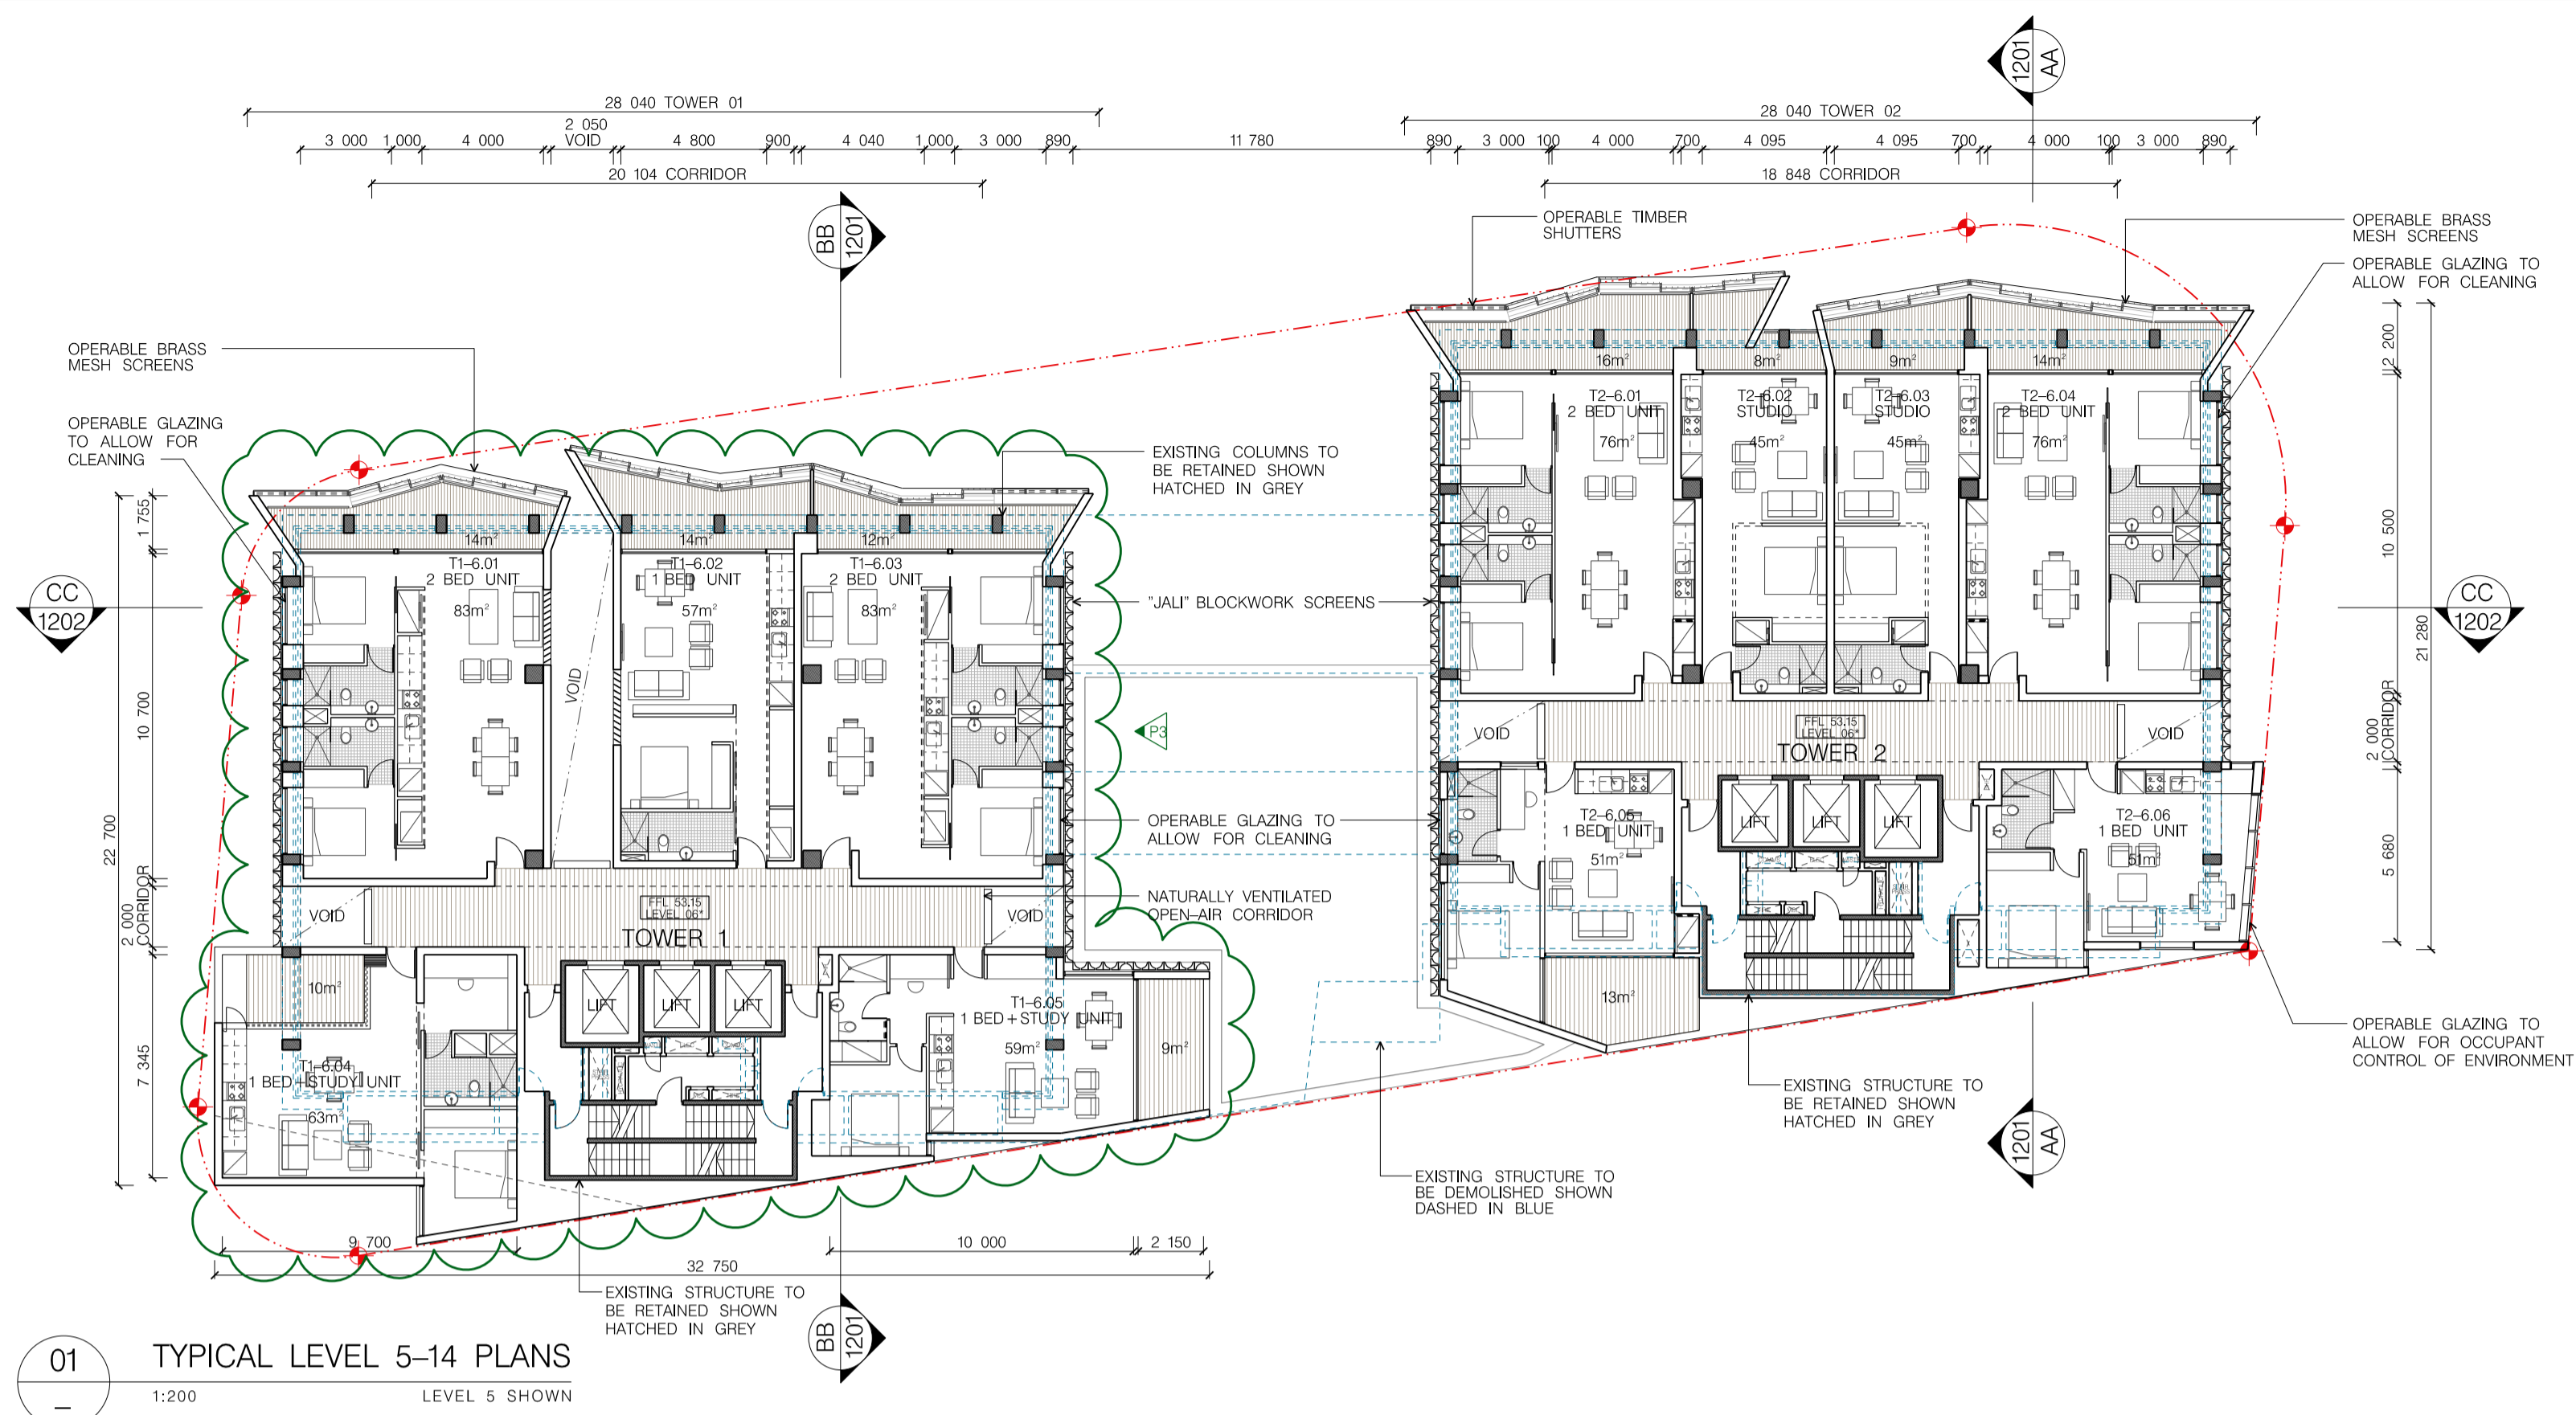 1201
AA
28 040 TOWER 01
28 040 TOWER 02
3 000
1 000
4 000
2 050
VOID
4 800
900
4 040
1 000
3 000
890
11 780
890
3 000
100
4 000
700
4 095
4 095
700
4 000
100
3 000
890
20 104 CORRIDOR
18 848 CORRIDOR
BB
1201
OPERABLE TIMBER
SHUTTERS
OPERABLE BRASS
MESH SCREENS
OPERABLE GLAZING TO
ALLOW FOR CLEANING
OPERABLE BRASS
MESH SCREENS
OPERABLE GLAZING
TO ALLOW FOR
CLEANING
EXISTING COLUMNS TO
BE RETAINED SHOWN
HATCHED IN GREY
16m²
8m²
9m²
14m²
T2–6.01
2 BED UNIT
76m²
T2–6.02
STUDIO
45m²
T2–6.03
STUDIO
45m²
T2–6.04
2 BED UNIT
76m²
2 200
10 500
21 280
2 000
CORRIDOR
5 680
14m²
14m²
12m²
T1–6.01
2 BED UNIT
83m²
T1–6.02
1 BED UNIT
57m²
T1–6.03
2 BED UNIT
83m²
1 755
10 700
22 700
2 000
CORRIDOR
7 345
CC
1202
"JALI" BLOCKWORK SCREENS
CC
1202
VOID
P3
VOID
FFL 53.15
LEVEL 06*
TOWER 2
VOID
OPERABLE GLAZING TO
ALLOW FOR CLEANING
LIFT
LIFT
LIFT
T2–6.05
1 BED UNIT
51m²
T2–6.06
1 BED UNIT
51m²
NATURALLY VENTILATED
OPEN–AIR CORRIDOR
VOID
FFL 53.15
LEVEL 06*
TOWER 1
VOID
10m²
LIFT
LIFT
LIFT
T1–6.05
1 BED+STUDY UNIT
59m²
9m²
13m²
T1–6.04
1 BED+STUDY UNIT
63m²
OPERABLE GLAZING TO
ALLOW FOR OCCUPANT
CONTROL OF ENVIRONMENT
EXISTING STRUCTURE TO
BE RETAINED SHOWN
HATCHED IN GREY
1201
AA
EXISTING STRUCTURE TO
BE DEMOLISHED SHOWN
DASHED IN BLUE
9 700
10 000
2 150
32 750
EXISTING STRUCTURE TO
BE RETAINED SHOWN
HATCHED IN GREY
BB
1201
01
–
TYPICAL LEVEL 5–14 PLANS
1:200
LEVEL 5 SHOWN